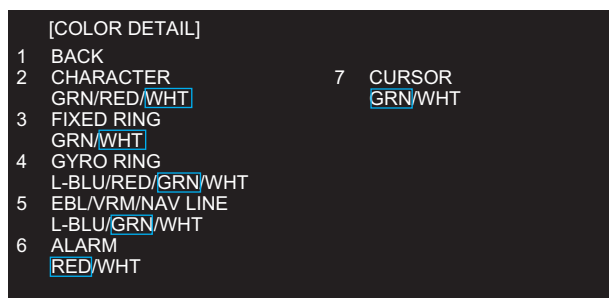 [COLOR DETAIL]
1 BACK
2 CHARACTER
GRN/RED/WHT
3 FIXED RING
GRN/WHT
4 GYRO RING
L-BLU/RED/GRN/WHT
5 EBL/VRM/NAV LINE
L-BLU/GRN/WHT
6 ALARM
RED/WHT
7 CURSOR
GRN/WHT